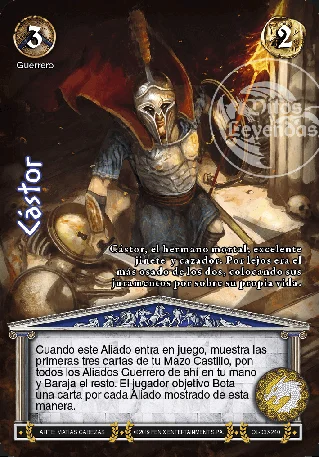 3
2
Guerrero
Mitos
y
Leyendas
Cástor
Cástor, el hermano mortal, excelente
jinete y cazador. Por lejos era el
más osado de los dos, colocando sus
juramentos por sobre su propia vida.
Cuando este Aliado entra en juego, muestra las
primeras tres cartas de tu Mazo Castillo, pon
todos los Aliados Guerrero de ahí en tu mano
y Baraja el resto. El jugador objetivo Bota
una carta por cada Aliado mostrado de esta
manera.